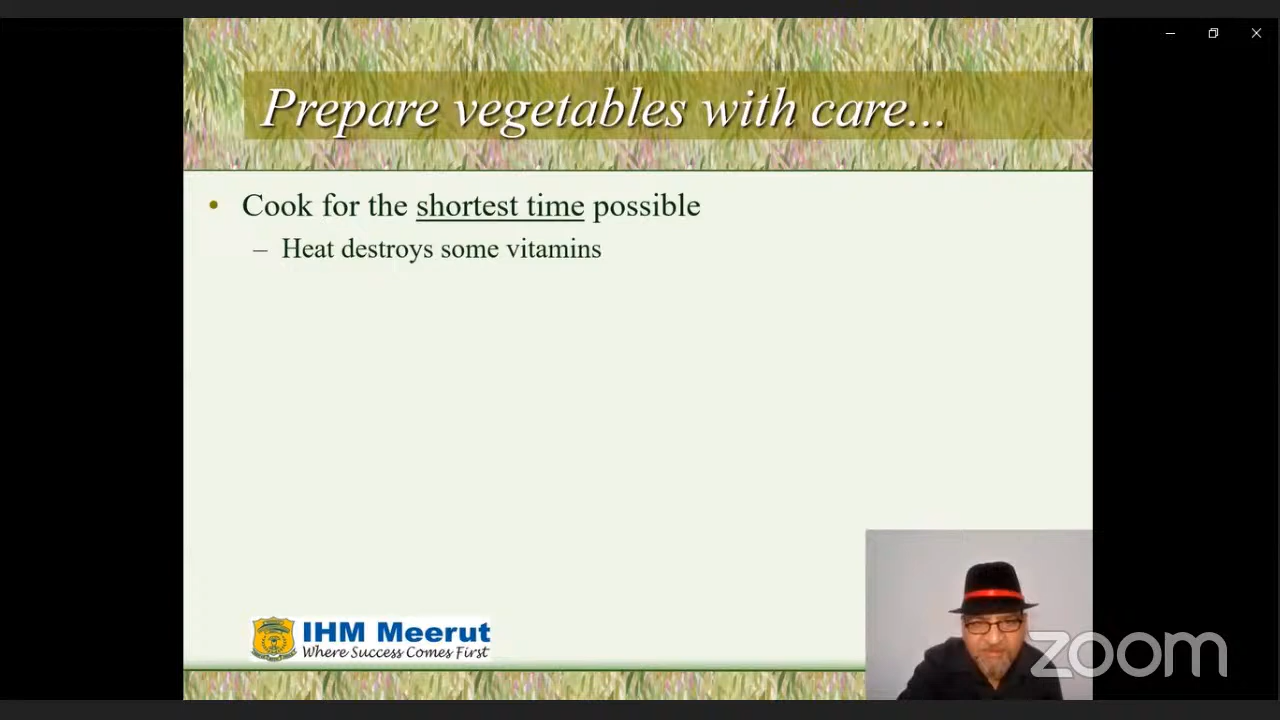 Prepare vegetables with care...
• Cook for the shortest time possible
– Heat destroys some vitamins
IHM Meerut
Where Success Comes First
zoom